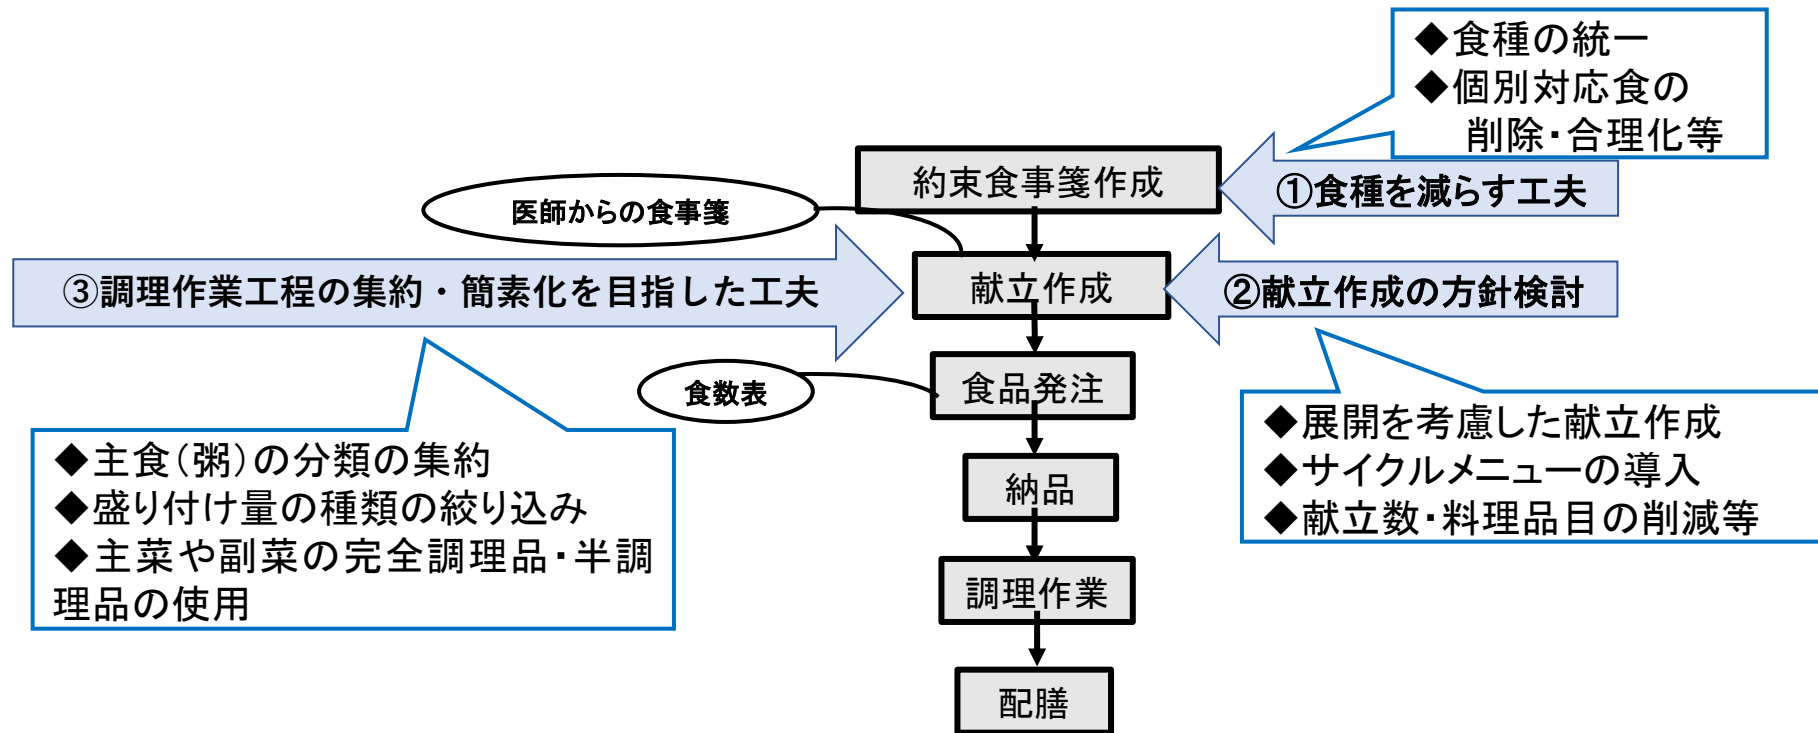 ◆食種の統一
◆個別対応食の
削除・合理化等
約束食事箋作成
①食種を減らす工夫
医師からの食事箋
③調理作業工程の集約・簡素化を目指した工夫
献立作成
②献立作成の方針検討
食品発注
食数表
◆主食(粥)の分類の集約
◆盛り付け量の種類の絞り込み
◆主菜や副菜の完全調理品・半調
理品の使用
◆展開を考慮した献立作成
◆サイクルメニューの導入
◆献立数・料理品目の削減等
納品
調理作業
配膳